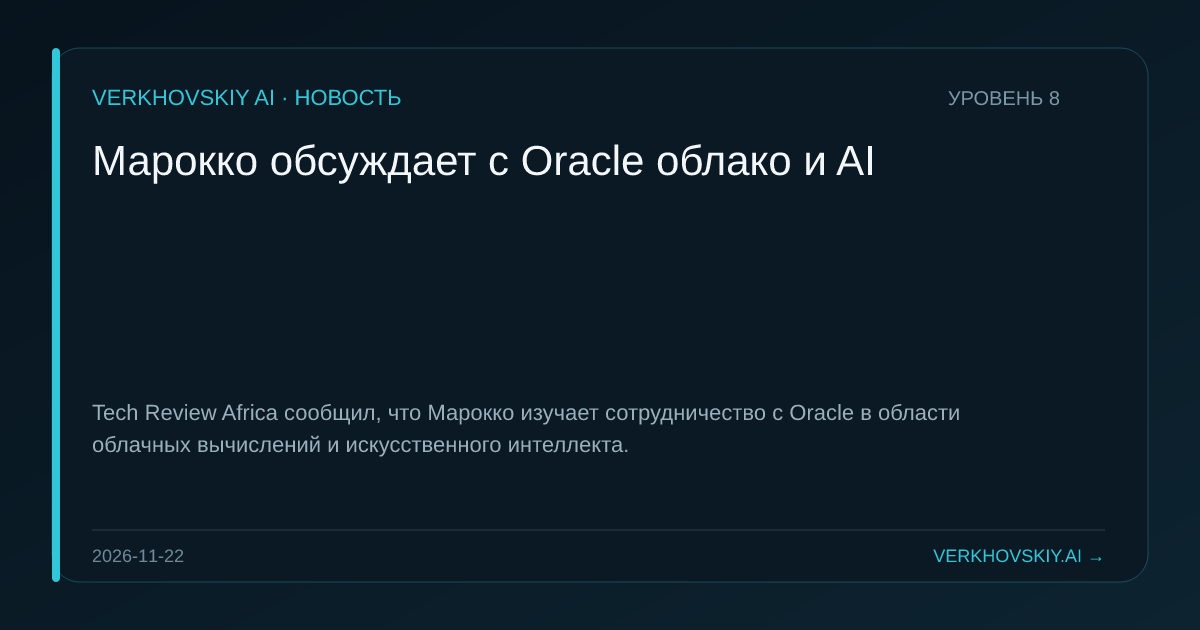 VERKHOVSKIY AI · НОВОСТЬ
УРОВЕНЬ 8
Марокко обсуждает с Oracle облако и AI
Tech Review Africa сообщил, что Марокко изучает сотрудничество с Oracle в области
облачных вычислений и искусственного интеллекта.
2026-11-22
VERKHOVSKIY.AI →